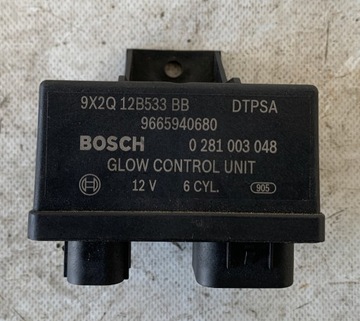 9X2Q 12B533 BB DTPSA
9665940680
BOSCH 0 281 003 048
GLOW CONTROL UNIT
12 V 6 CYL. 905